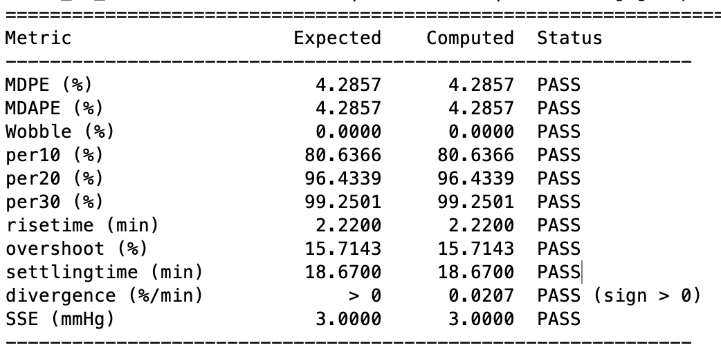 ================================================================
Metric Expected Computed Status
--------------------------------------------------------------
MDPE (%) 4.2857 4.2857 PASS
MDAPE (%) 4.2857 4.2857 PASS
Wobble (%) 0.0000 0.0000 PASS
per10 (%) 80.6366 80.6366 PASS
per20 (%) 96.4339 96.4339 PASS
per30 (%) 99.2501 99.2501 PASS
risetime (min) 2.2200 2.2200 PASS
overshoot (%) 15.7143 15.7143 PASS
settlingtime (min) 18.6700 18.6700 PASS
divergence (%/min) > 0 0.0207 PASS (sign > 0)
SSE (mmHg) 3.0000 3.0000 PASS
--------------------------------------------------------------